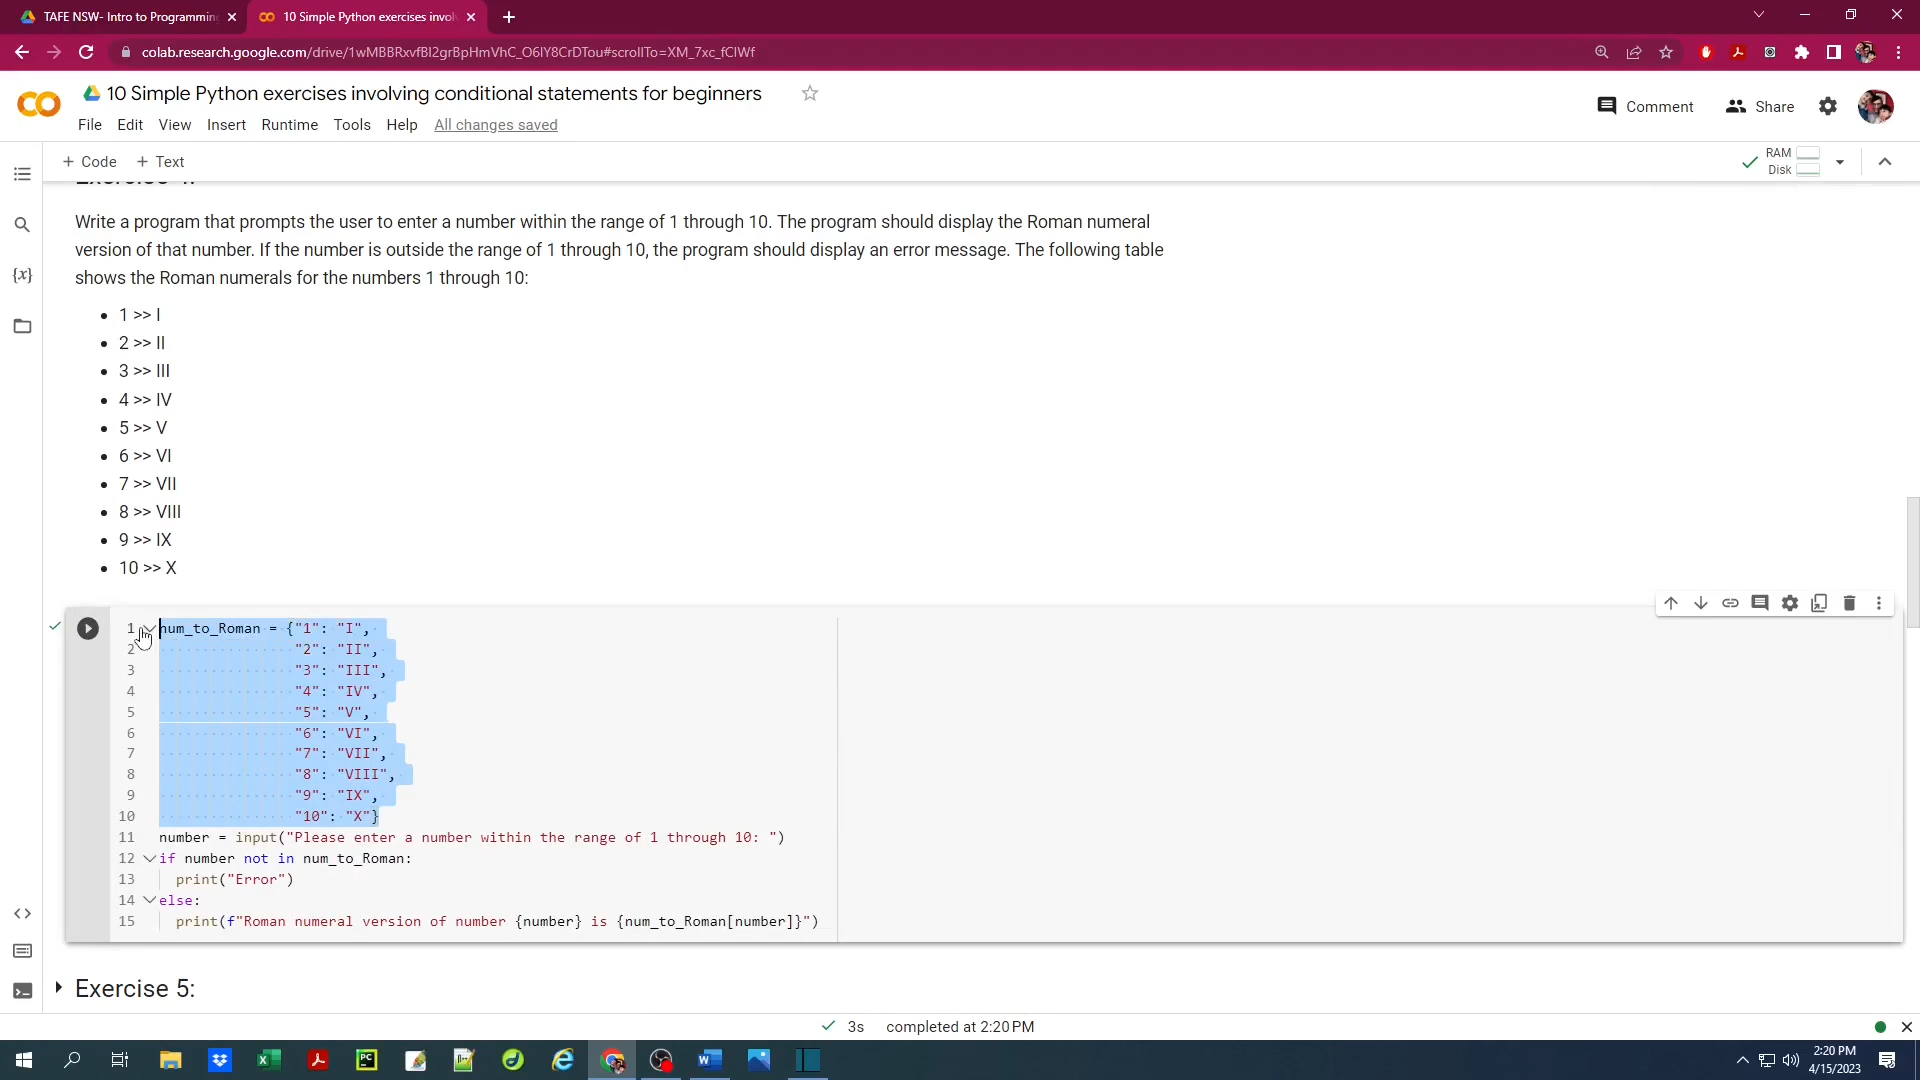 TAFE NSW- Intro to Programming
10 Simple Python exercises invol
colab.research.google.com/drive/1wMBBRxvfBI2grBpHmVhC_O6lY8CrDTou#scrollTo=XM_7xc_fClWf
10 Simple Python exercises involving conditional statements for beginners
Comment
Share
File Edit View Insert Runtime Tools Help All changes saved
+ Code + Text
RAM
Disk
Exercise 4:
Write a program that prompts the user to enter a number within the range of 1 through 10. The program should display the Roman numeral
version of that number. If the number is outside the range of 1 through 10, the program should display an error message. The following table
shows the Roman numerals for the numbers 1 through 10:
• 1 >> I
• 2 >> II
• 3 >> III
• 4 >> IV
• 5 >> V
• 6 >> VI
• 7 >> VII
• 8 >> VIII
• 9 >> IX
• 10 >> X
1 num_to_Roman = {"1": "I",
2 "2": "II",
3 "3": "III",
4 "4": "IV",
5 "5": "V",
6 "6": "VI",
7 "7": "VII",
8 "8": "VIII",
9 "9": "IX",
10 "10": "X"}
11 number = input("Please enter a number within the range of 1 through 10: ")
12 if number not in num_to_Roman:
13 print("Error")
14 else:
15 print(f"Roman numeral version of number {number} is {num_to_Roman[number]}")
Exercise 5:
3s completed at 2:20 PM
2:20 PM
4/15/2023